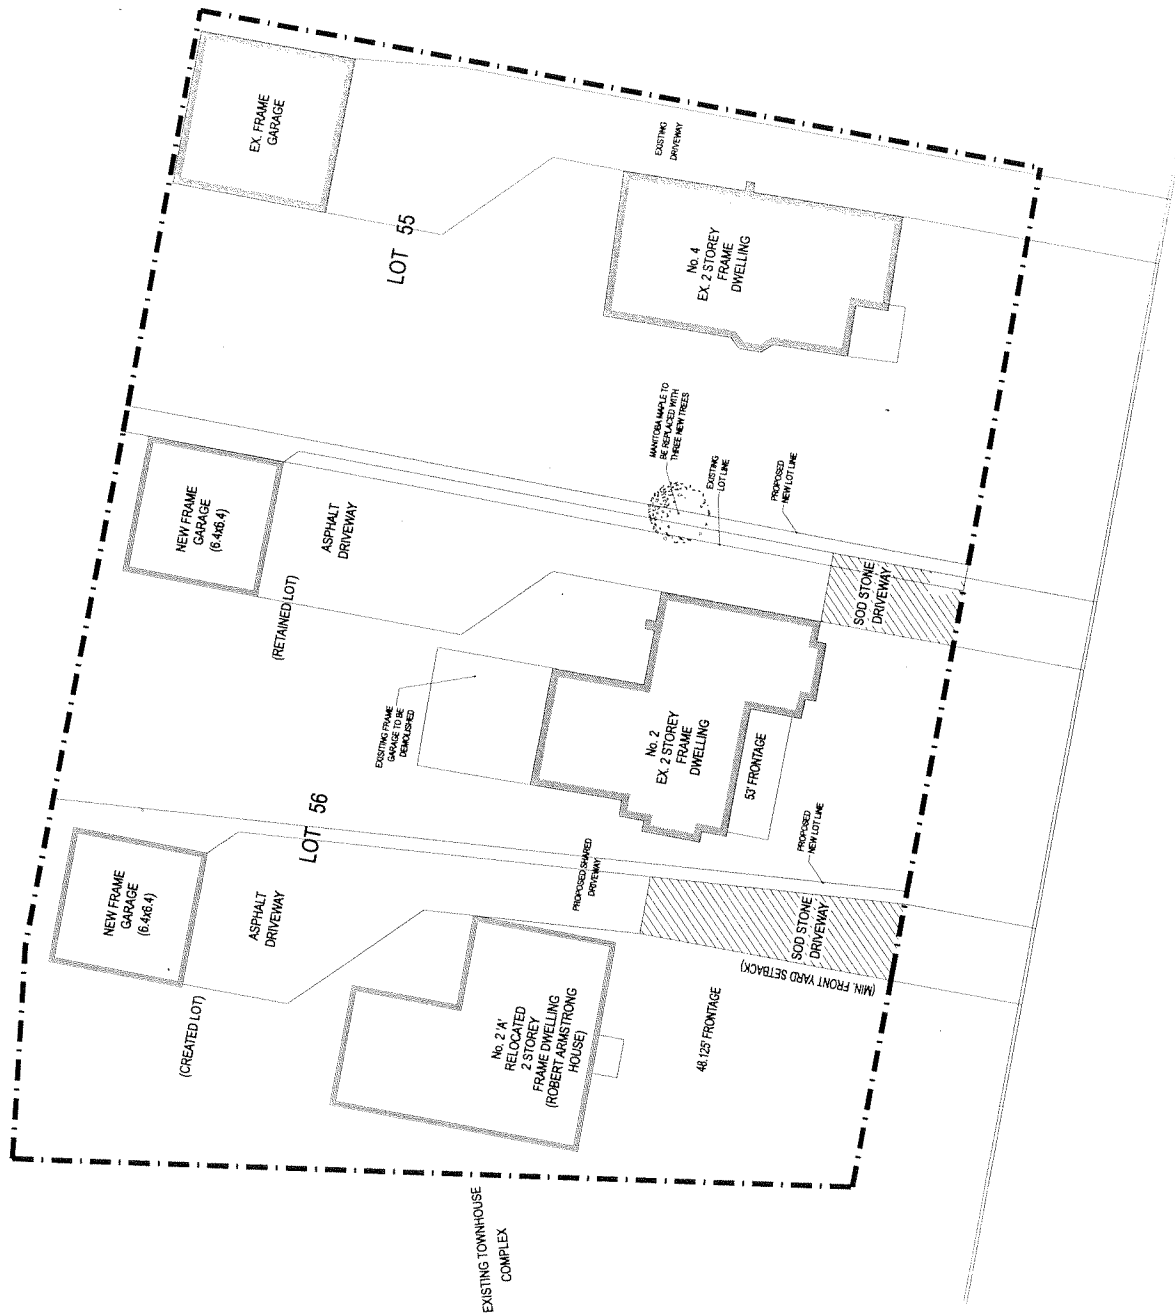 EX. FRAME
GARAGE
EXISTING
DRIVEWAY
LOT 55
No. 4
EX. 2 STOREY
FRAME
DWELLING
MANITOBA MAPLE TO
BE REPLACED WITH
THREE NEW TREES
EXISTING
LOT LINE
PROPOSED
NEW LOT LINE
NEW FRAME
GARAGE
(6.4x6.4)
ASPHALT
DRIVEWAY
(RETAINED LOT)
SOD STONE
DRIVEWAY
EXISITING FRAME
GARAGE TO BE
DEMOLISHED
No. 2
EX. 2 STOREY
FRAME
DWELLING
53' FRONTAGE
LOT 56
PROPOSED SHARED
DRIVEWAY
PROPOSED
NEW LOT LINE
NEW FRAME
GARAGE
(6.4x6.4)
ASPHALT
DRIVEWAY
(CREATED LOT)
SOD STONE
DRIVEWAY
(MIN. FRONT YARD SETBACK)
No. 2 'A'
RELOCATED
2 STOREY
FRAME DWELLING
(ROBERT ARMSTRONG
HOUSE)
48.125' FRONTAGE
EXISTING TOWNHOUSE
COMPLEX